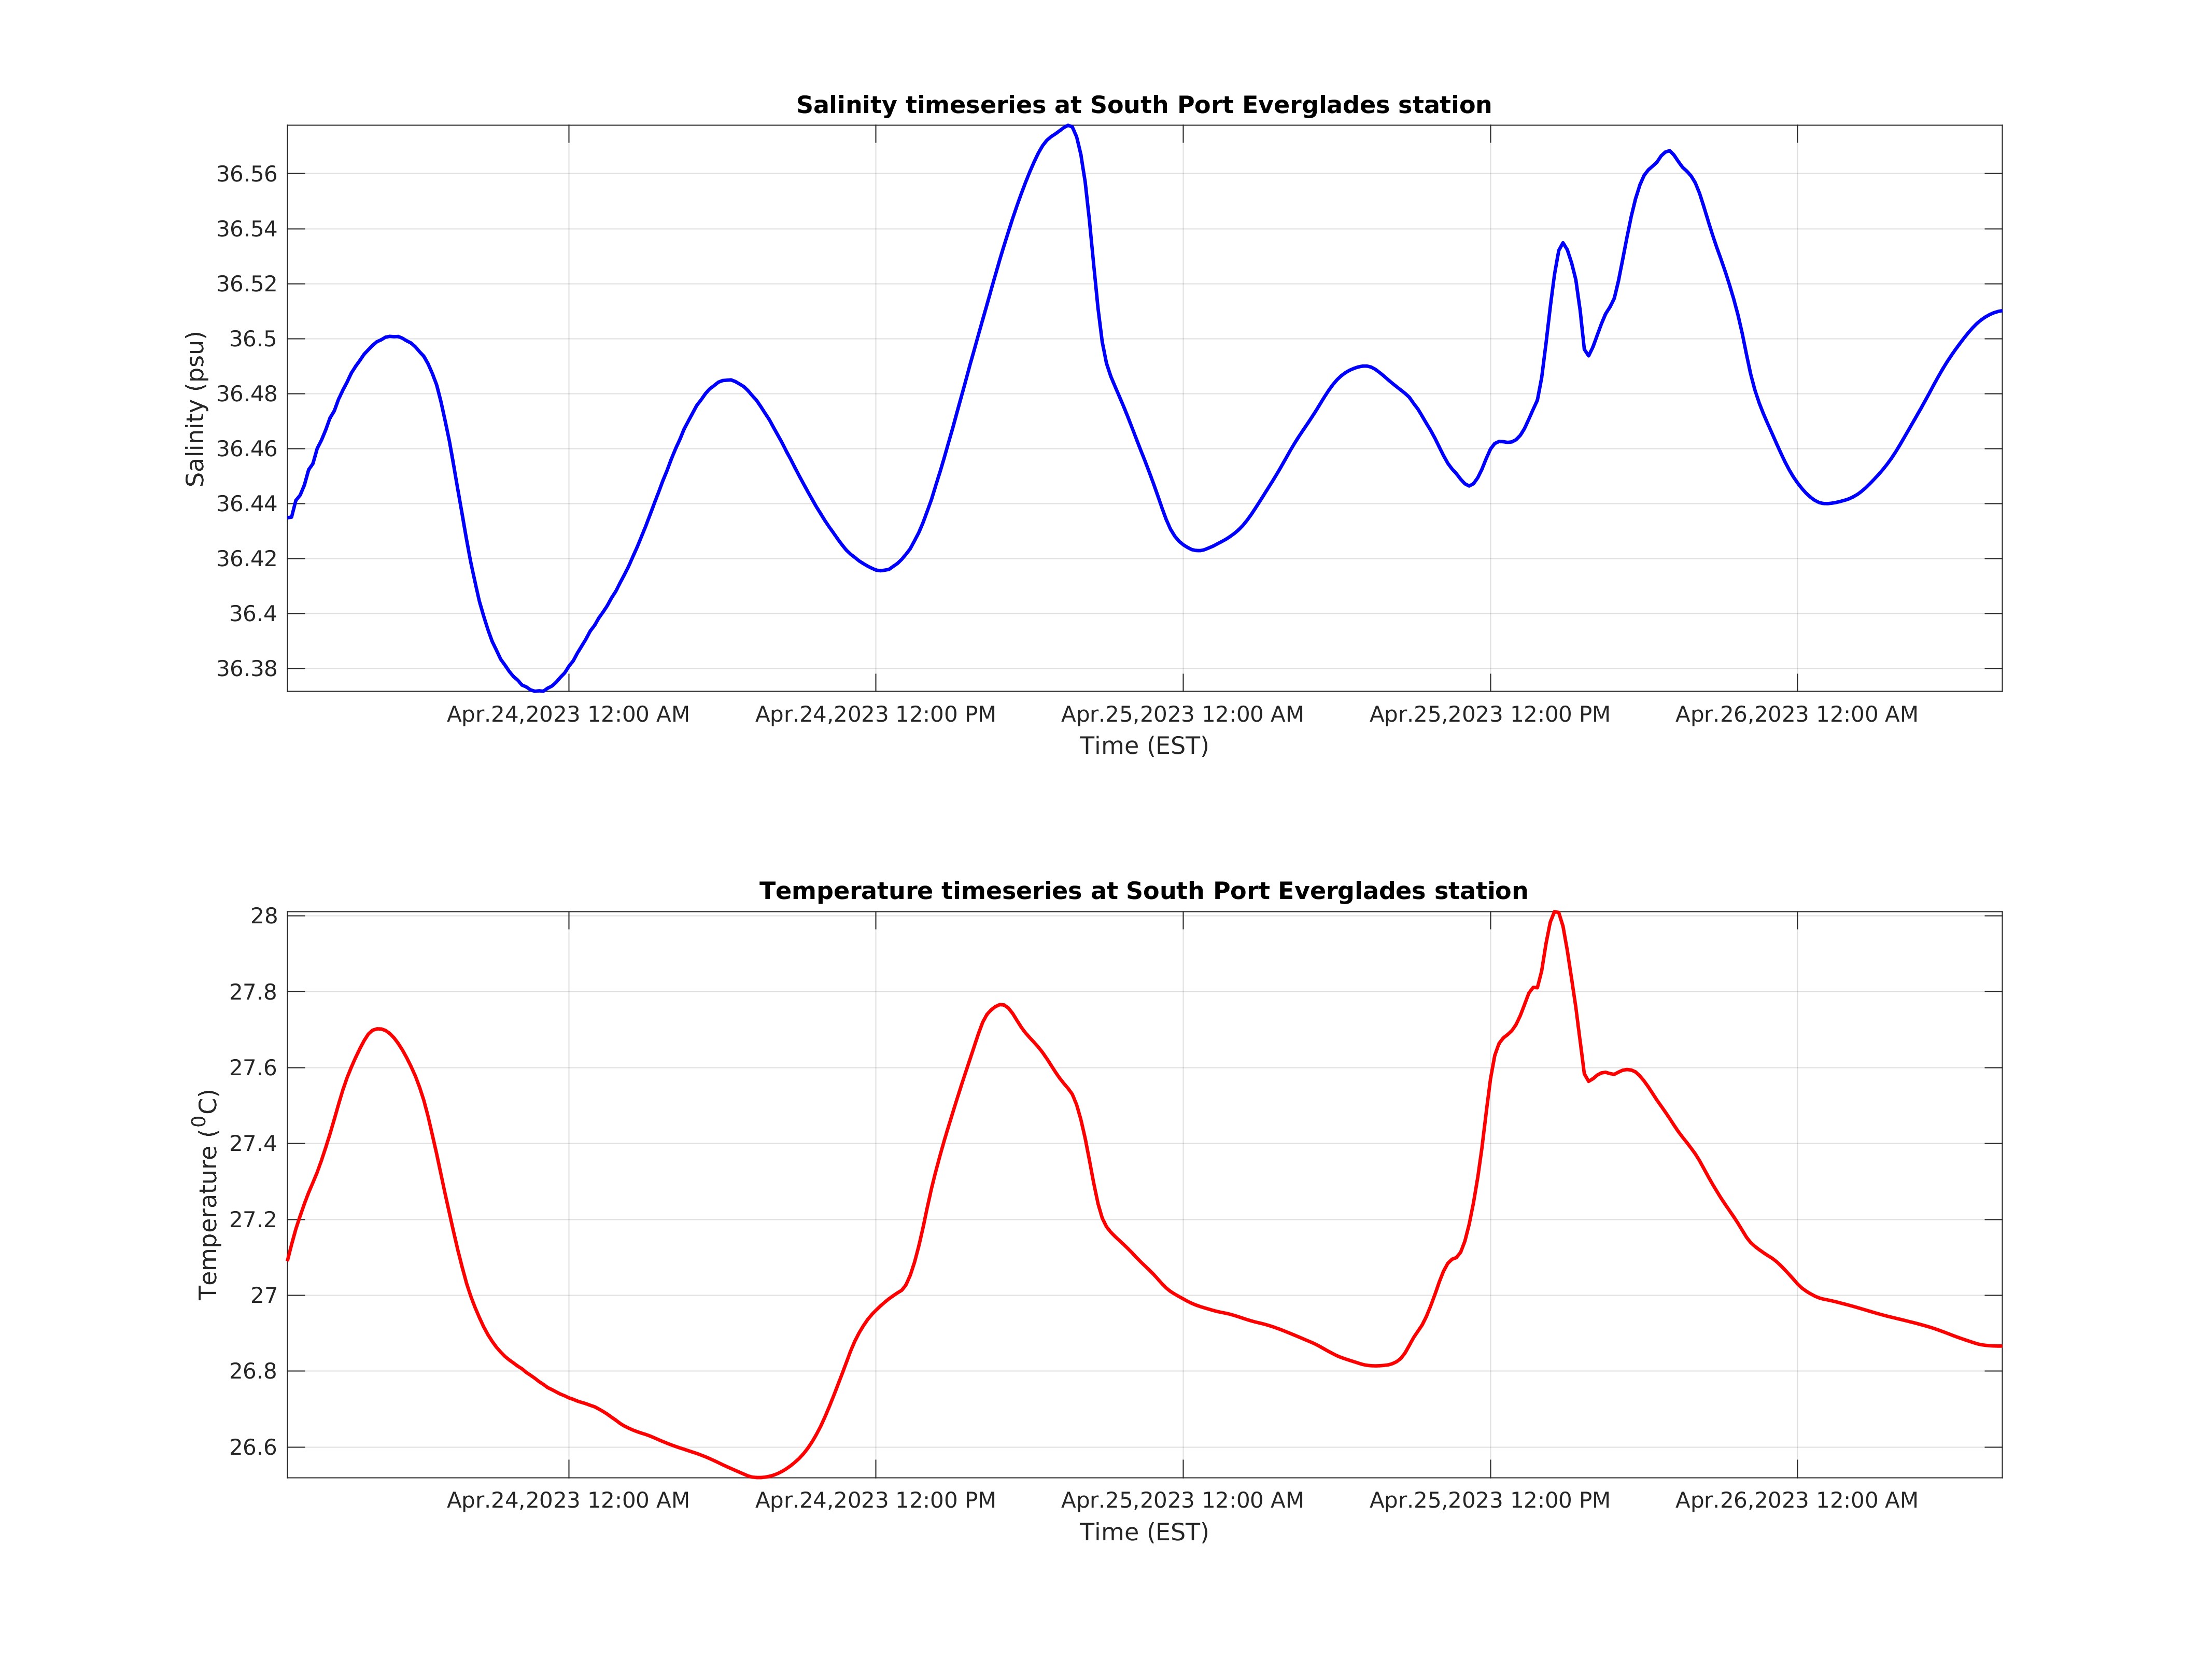 Salinity timeseries at South Port Everglades station
36.56
36.54
36.52
36.5
36.48
36.46
36.44
36.42
36.4
36.38
Salinity (psu)
Apr.24,2023 12:00 AM Apr.24,2023 12:00 PM Apr.25,2023 12:00 AM Apr.25,2023 12:00 PM Apr.26,2023 12:00 AM
Time (EST)
Temperature timeseries at South Port Everglades station
28
27.8
27.6
27.4
27.2
27
26.8
26.6
Temperature (⁰C)
Apr.24,2023 12:00 AM Apr.24,2023 12:00 PM Apr.25,2023 12:00 AM Apr.25,2023 12:00 PM Apr.26,2023 12:00 AM
Time (EST)